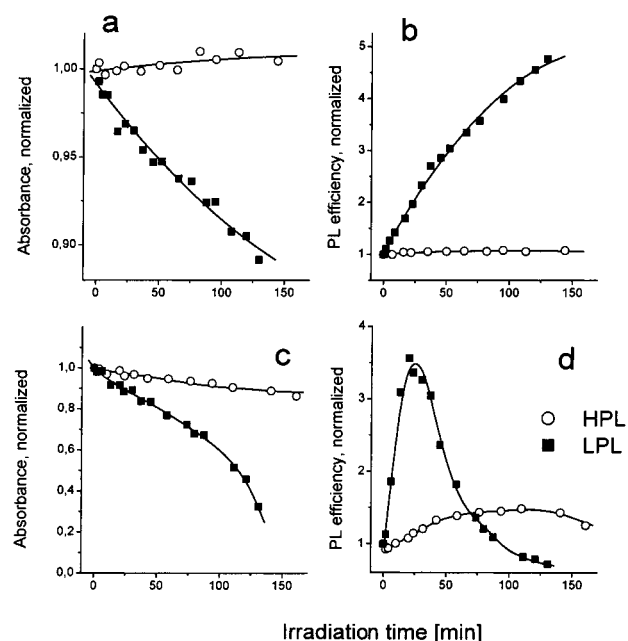 a
b
Absorbance, normalized
1,00
0,95
0,90
0 50 100 150
PL efficiency, normalized
5
4
3
2
1
0 50 100 150
c
d
Absorbance, normalized
1,0
0,8
0,6
0,4
0,2
0,0
0 50 100 150
PL efficiency, normalized
4
3
2
1
0 50 100 150
HPL
LPL
Irradiation time [min]